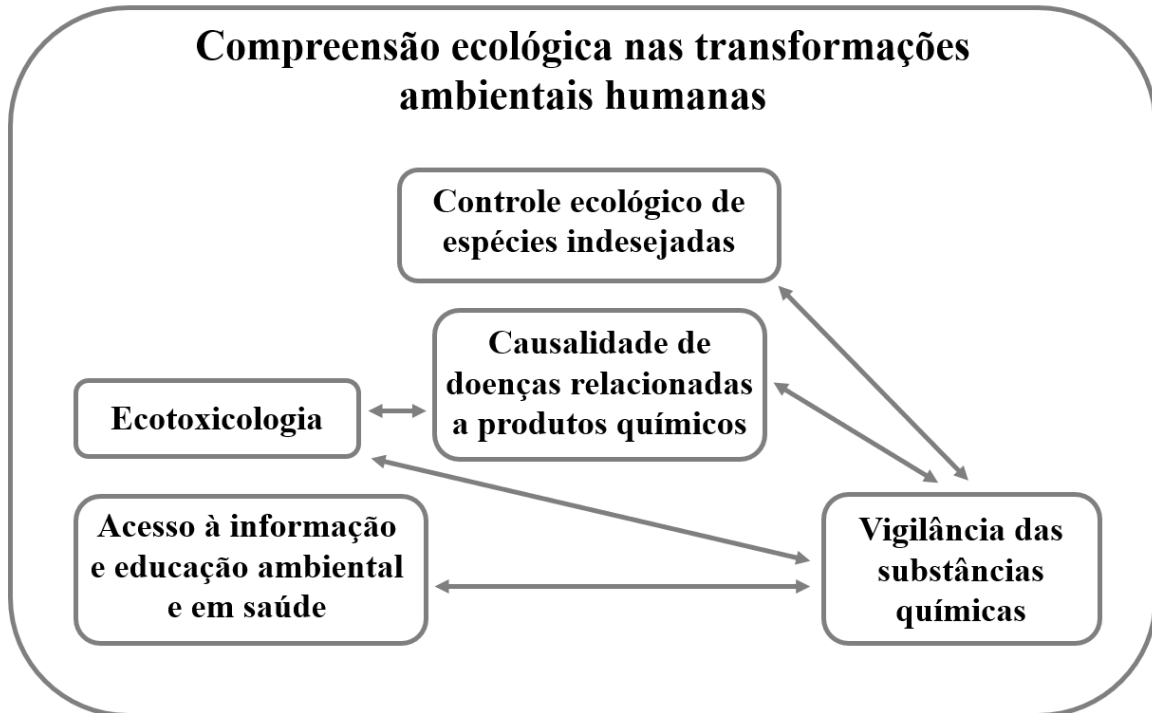 Compreensão ecológica nas transformações
ambientais humanas
Controle ecológico de
espécies indesejadas
Causalidade de
doenças relacionadas
a produtos químicos
Ecotoxicologia
Acesso à informação
e educação ambiental
e em saúde
Vigilância das
substâncias
químicas